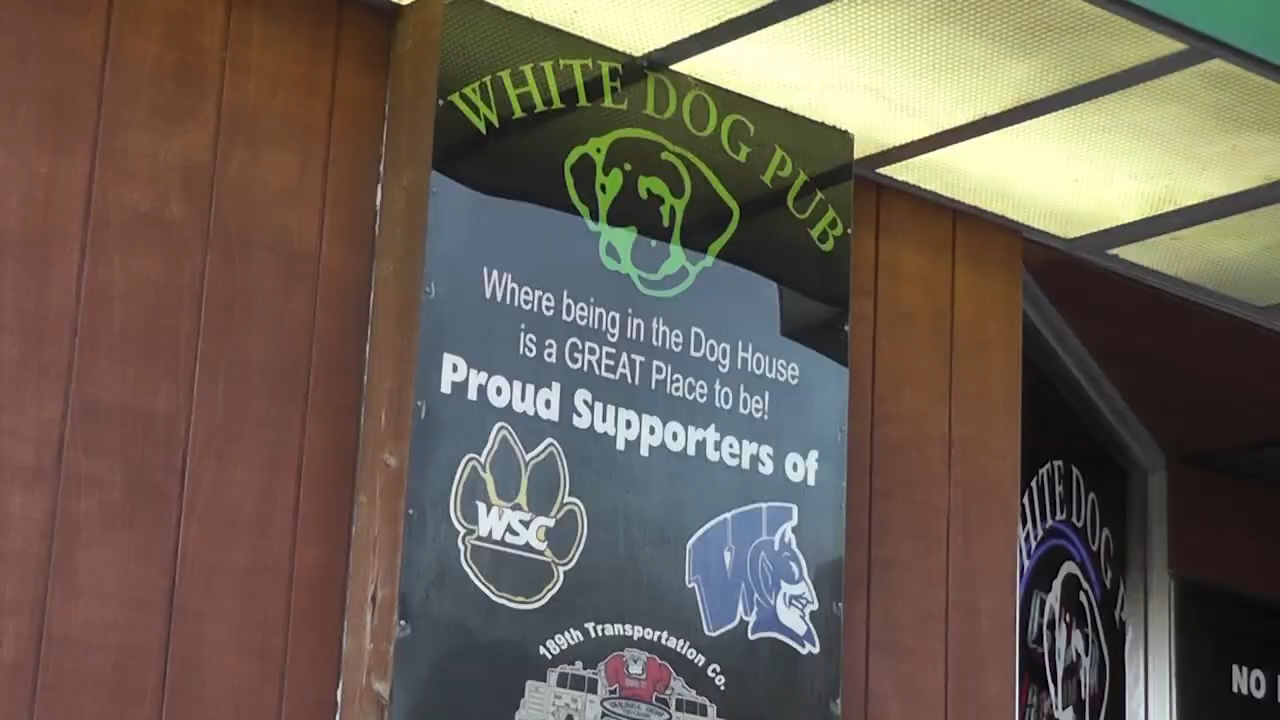 WHITE DOG PUB
Where being in the Dog House
is a GREAT Place to be!
Proud Supporters of
WSC
W
189th Transportation Co.
HITE DOG
NO